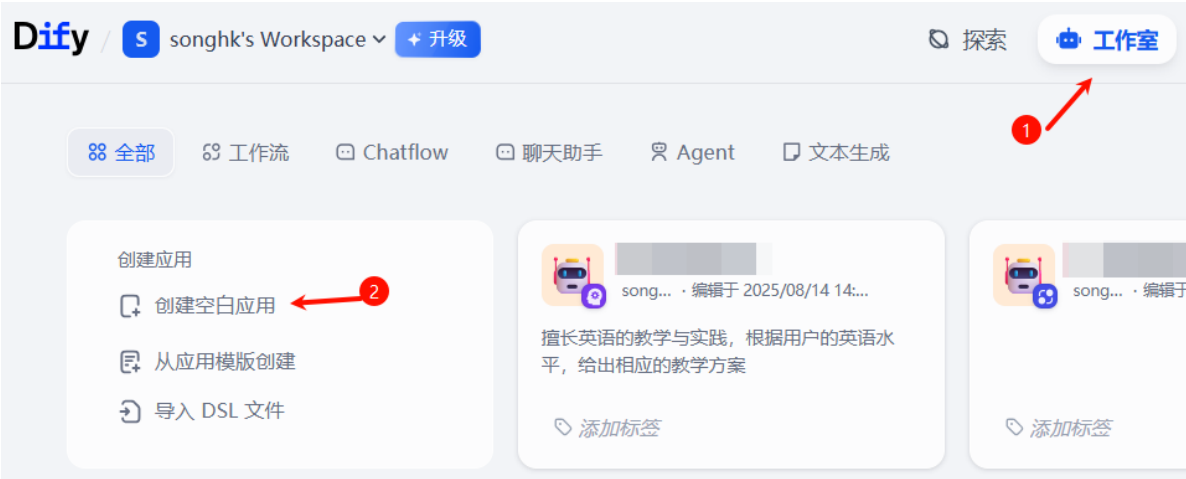 Dify / S songhk's Workspace 升级 探索 工作室
1
全部 工作流 Chatflow 聊天助手 Agent 文本生成
创建应用
创建空白应用 2
从应用模版创建
导入 DSL 文件
song... · 编辑于 2025/08/14 14:...
擅长英语的教学与实践，根据用户的英语水
平，给出相应的教学方案
添加标签
song... · 编辑于
添加标签